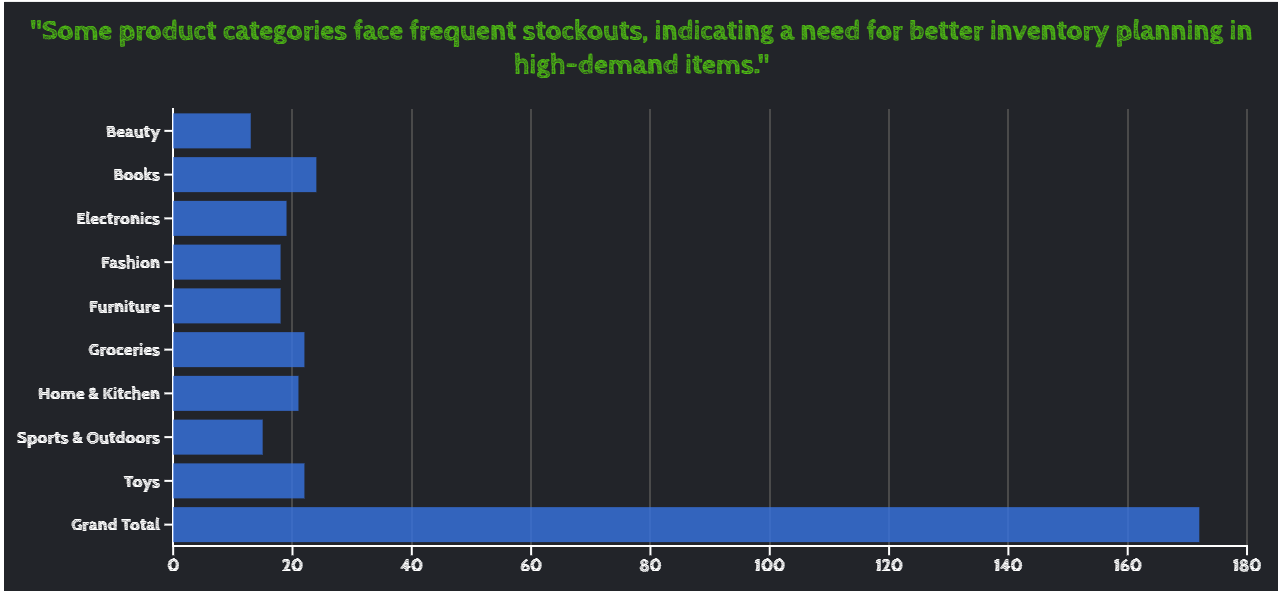 "Some product categories face frequent stockouts, indicating a need for better inventory planning in
high-demand items."
Beauty
Books
Electronics
Fashion
Furniture
Groceries
Home & Kitchen
Sports & Outdoors
Toys
Grand Total
0 20 40 60 80 100 120 140 160 180